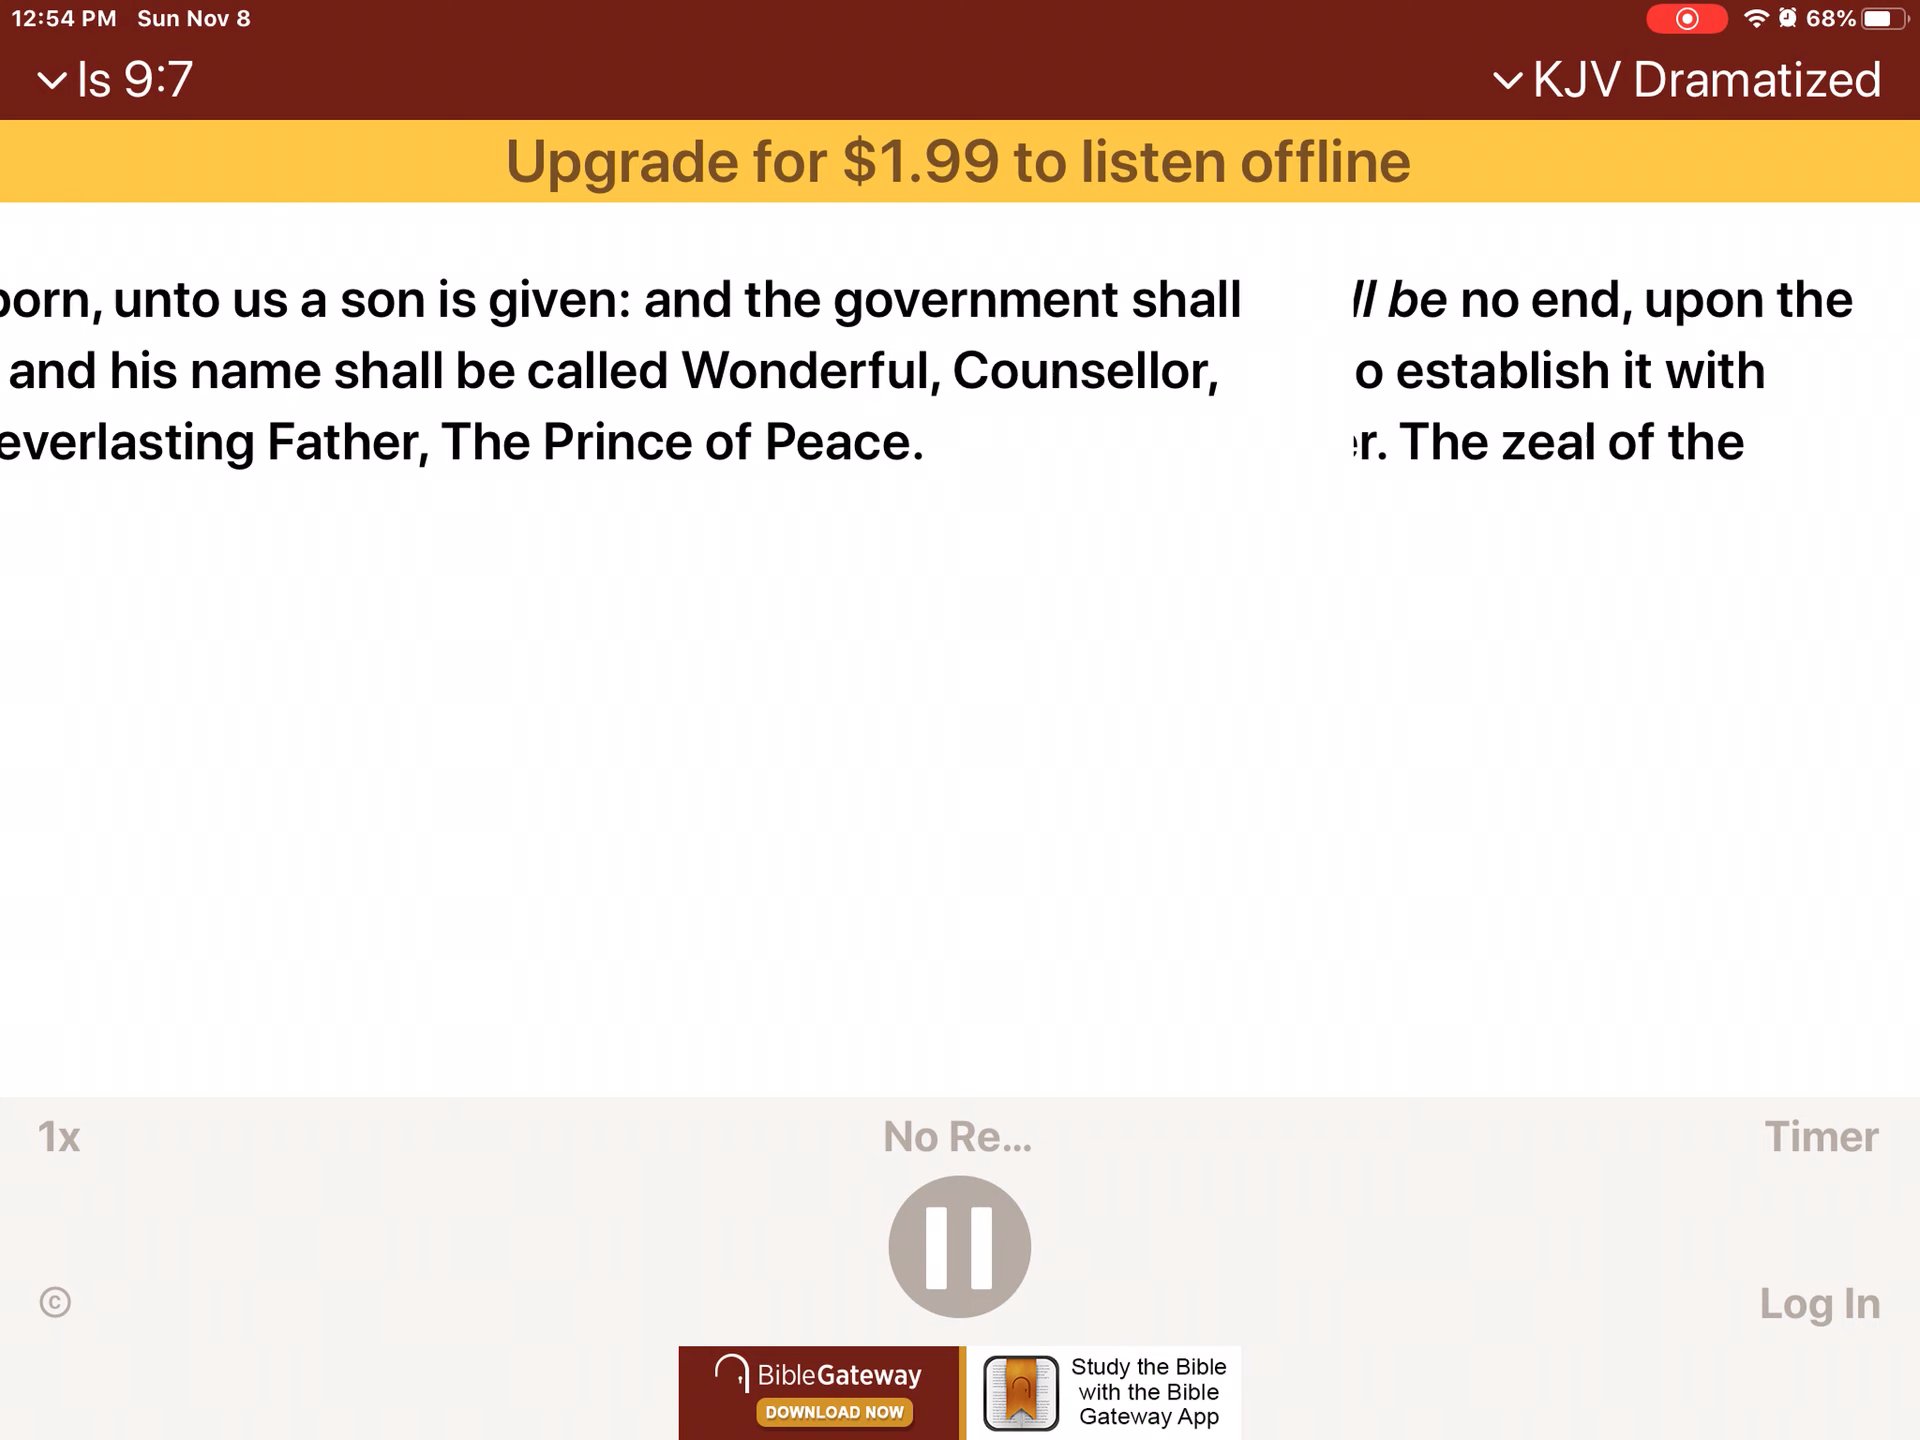 12:54 PM Sun Nov 8 68%
Is 9:7 KJV Dramatized
Upgrade for $1.99 to listen offline
unto us a son is given: and the government shall be no end, upon the
and his name shall be called Wonderful, Counsellor, establish it with
everlasting Father, The Prince of Peace. The zeal of the
1x No Re... Timer
©
Log In
BibleGateway
DOWNLOAD NOW
Study the Bible
with the Bible
Gateway App